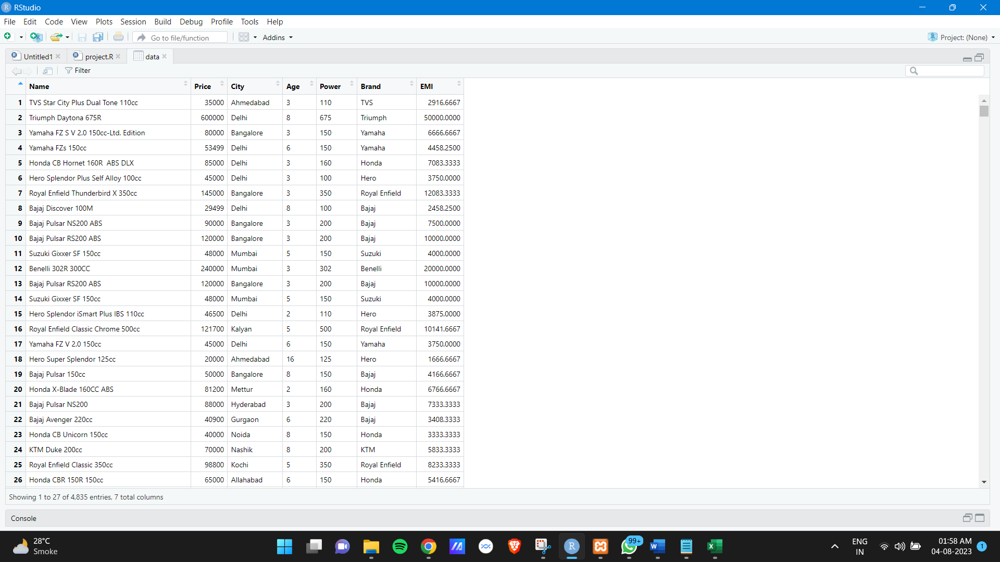 RStudio
File Edit Code View Plots Session Build Debug Profile Tools Help
Go to file/function Addins Project: (None)
Untitled1 project.R data
Filter
Name Price City Age Power Brand EMI
1 TVS Star City Plus Dual Tone 110cc 35000 Ahmedabad 3 110 TVS 2916.6667
2 Triumph Daytona 675R 600000 Delhi 8 675 Triumph 50000.0000
3 Yamaha FZ S V 2.0 150cc-Ltd. Edition 80000 Bangalore 3 150 Yamaha 6666.6667
4 Yamaha FZs 150cc 53499 Delhi 6 150 Yamaha 4458.2500
5 Honda CB Hornet 160R  ABS DLX 85000 Delhi 3 160 Honda 7083.3333
6 Hero Splendor Plus Self Alloy 100cc 45000 Delhi 3 100 Hero 3750.0000
7 Royal Enfield Thunderbird X 350cc 145000 Bangalore 3 350 Royal Enfield 12083.3333
8 Bajaj Discover 100M 29499 Delhi 8 100 Bajaj 2458.2500
9 Bajaj Pulsar NS200 ABS 90000 Bangalore 3 200 Bajaj 7500.0000
10 Bajaj Pulsar RS200 ABS 120000 Bangalore 3 200 Bajaj 10000.0000
11 Suzuki Gixxer SF 150cc 48000 Mumbai 5 150 Suzuki 4000.0000
12 Benelli 302R 300CC 240000 Mumbai 3 302 Benelli 20000.0000
13 Bajaj Pulsar RS200 ABS 120000 Bangalore 3 200 Bajaj 10000.0000
14 Suzuki Gixxer SF 150cc 48000 Mumbai 5 150 Suzuki 4000.0000
15 Hero Splendor iSmart Plus IBS 110cc 46500 Delhi 2 110 Hero 3875.0000
16 Royal Enfield Classic Chrome 500cc 121700 Kalyan 5 500 Royal Enfield 10141.6667
17 Yamaha FZ V 2.0 150cc 45000 Delhi 6 150 Yamaha 3750.0000
18 Hero Super Splendor 125cc 20000 Ahmedabad 16 125 Hero 1666.6667
19 Bajaj Pulsar 150cc 50000 Bangalore 8 150 Bajaj 4166.6667
20 Honda X-Blade 160CC ABS 81200 Mettur 2 160 Honda 6766.6667
21 Bajaj Pulsar NS200 88000 Hyderabad 3 200 Bajaj 7333.3333
22 Bajaj Avenger 220cc 40900 Gurgaon 6 220 Bajaj 3408.3333
23 Honda CB Unicorn 150cc 40000 Noida 8 150 Honda 3333.3333
24 KTM Duke 200cc 70000 Nashik 8 200 KTM 5833.3333
25 Royal Enfield Classic 350cc 98800 Kochi 5 350 Royal Enfield 8233.3333
26 Honda CBR 150R 150cc 65000 Allahabad 6 150 Honda 5416.6667
Showing 1 to 27 of 4,835 entries, 7 total columns
Console
28°C
Smoke
99+
ENG
IN
01:58 AM
04-08-2023
1